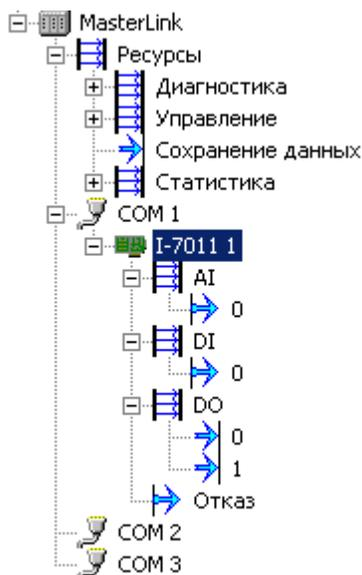 MasterLink
Ресурсы
Диагностика
Управление
Сохранение данных
Статистика
COM 1
I-7011 1
AI
0
DI
0
DO
0
1
Отказ
COM 2
COM 3